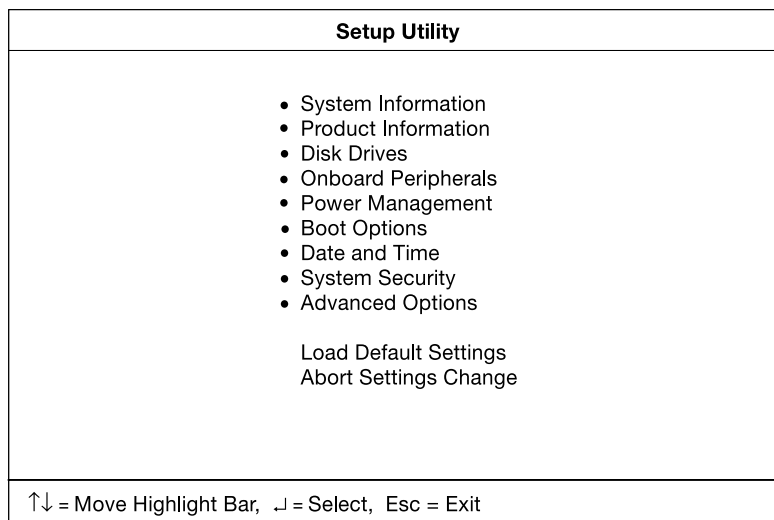 Setup Utility
• System Information
• Product Information
• Disk Drives
• Onboard Peripherals
• Power Management
• Boot Options
• Date and Time
• System Security
• Advanced Options
Load Default Settings
Abort Settings Change
↑↓ = Move Highlight Bar, ↵ = Select, Esc = Exit